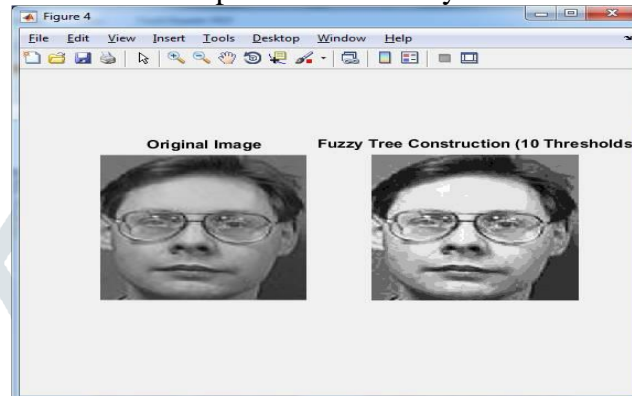 Figure 4
File Edit View Insert Tools Desktop Window Help
Original Image Fuzzy Tree Construction (10 Thresholds